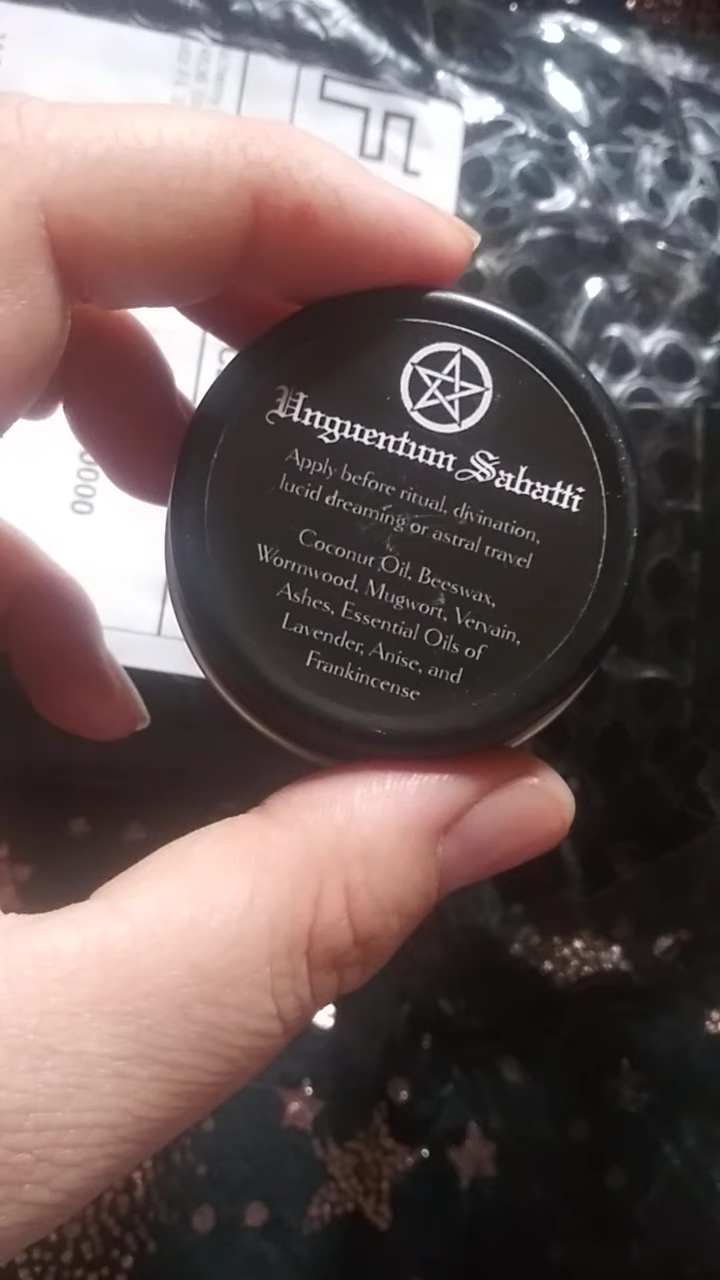 F
0000
Unguentum Sabatti
Apply before ritual, divination,
lucid dreaming or astral travel
Coconut Oil, Beeswax,
Wormwood, Mugwort, Vervain,
Ashes, Essential Oils of
Lavender, Anise, and
Frankincense